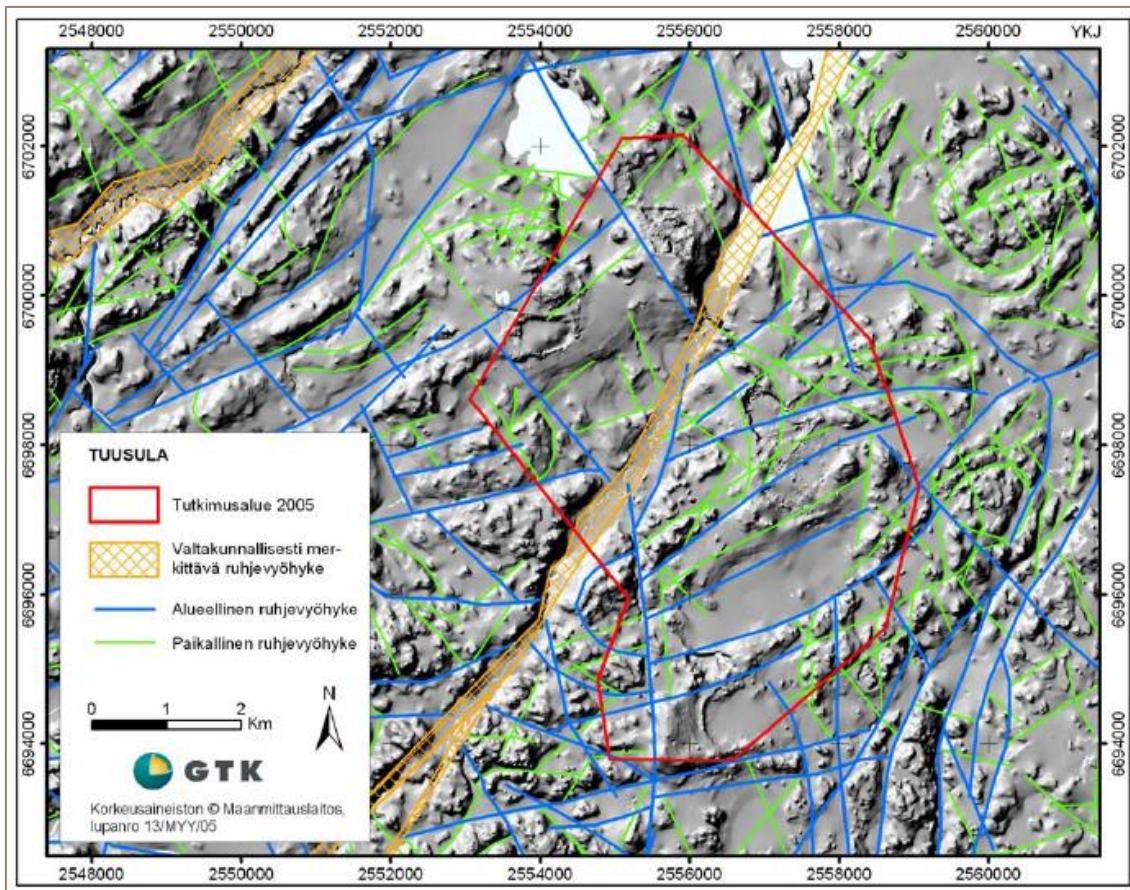 2548000 2550000 2552000 2554000 2556000 2558000 2560000 YKJ
6702000 6702000
6700000 6700000
6698000 6698000
6696000 6696000
6694000 6694000
TUUSULA
Tutkimusalue 2005
Valtakunnallisesti mer-
kittävä ruhjevyöhyke
Alueellinen ruhjevyöhyke
Paikallinen ruhjevyöhyke
N
0 1 2
Km
GTK
Korkeusaineiston © Maanmittauslaitos,
lupanro 13/MYY/05
2548000 2550000 2552000 2554000 2556000 2558000 2560000